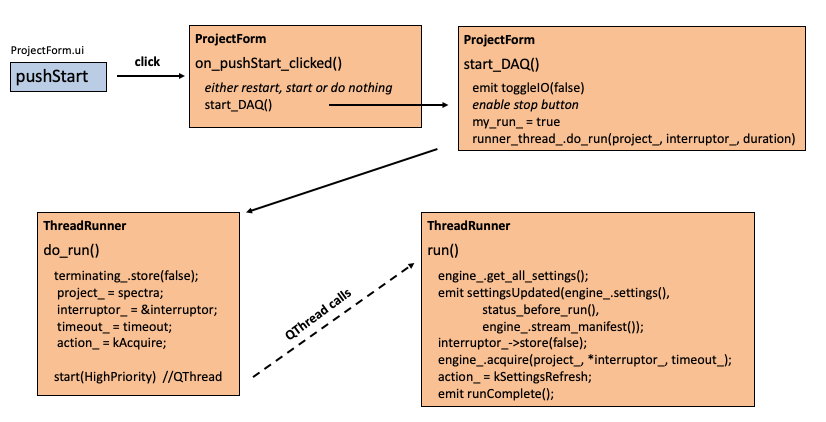 ProjectForm.ui
pushStart
click
ProjectForm
on_pushStart_clicked()
either restart, start or do nothing
start_DAQ()
ProjectForm
start_DAQ()
emit toggleIO(false)
enable stop button
my_run_ = true
runner_thread_.do_run(project_, interruptor_, duration)
ThreadRunner
do_run()
terminating_.store(false);
project_ = spectra;
interruptor_ = &interruptor;
timeout_ = timeout;
action_ = kAcquire;
start(HighPriority) //QThread
QThread calls
ThreadRunner
run()
engine_.get_all_settings();
emit settingsUpdated(engine_.settings(),
status_before_run(),
engine_.stream_manifest());
interruptor_->store(false);
engine_.acquire(project_, *interruptor_, timeout_);
action_ = kSettingsRefresh;
emit runComplete();